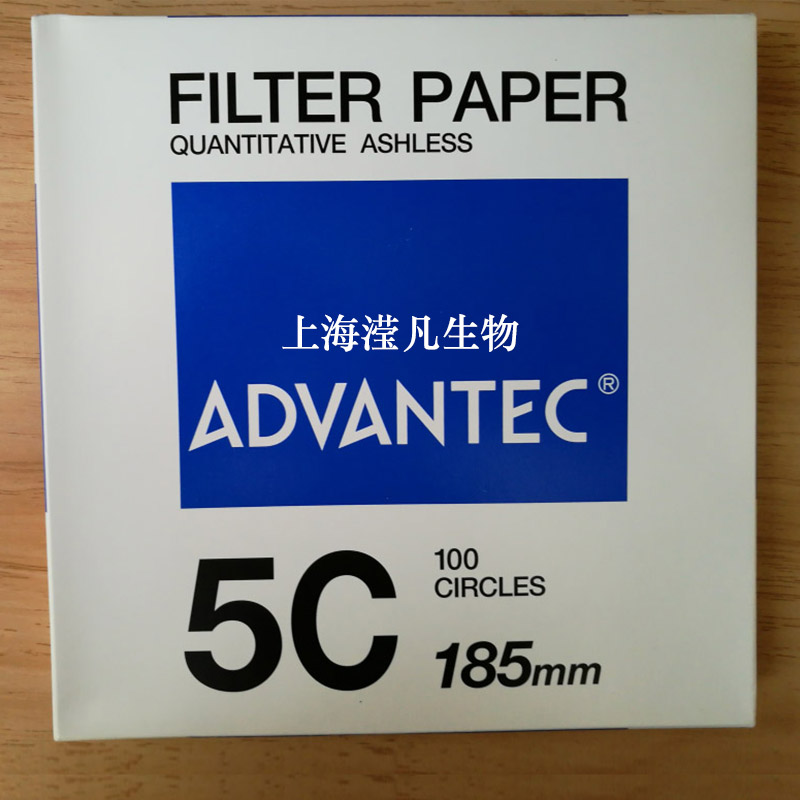 FILTER PAPER
QUANTITATIVE ASHLESS
上海滢凡生物
ADVANTEC®
5C
100
CIRCLES
185mm